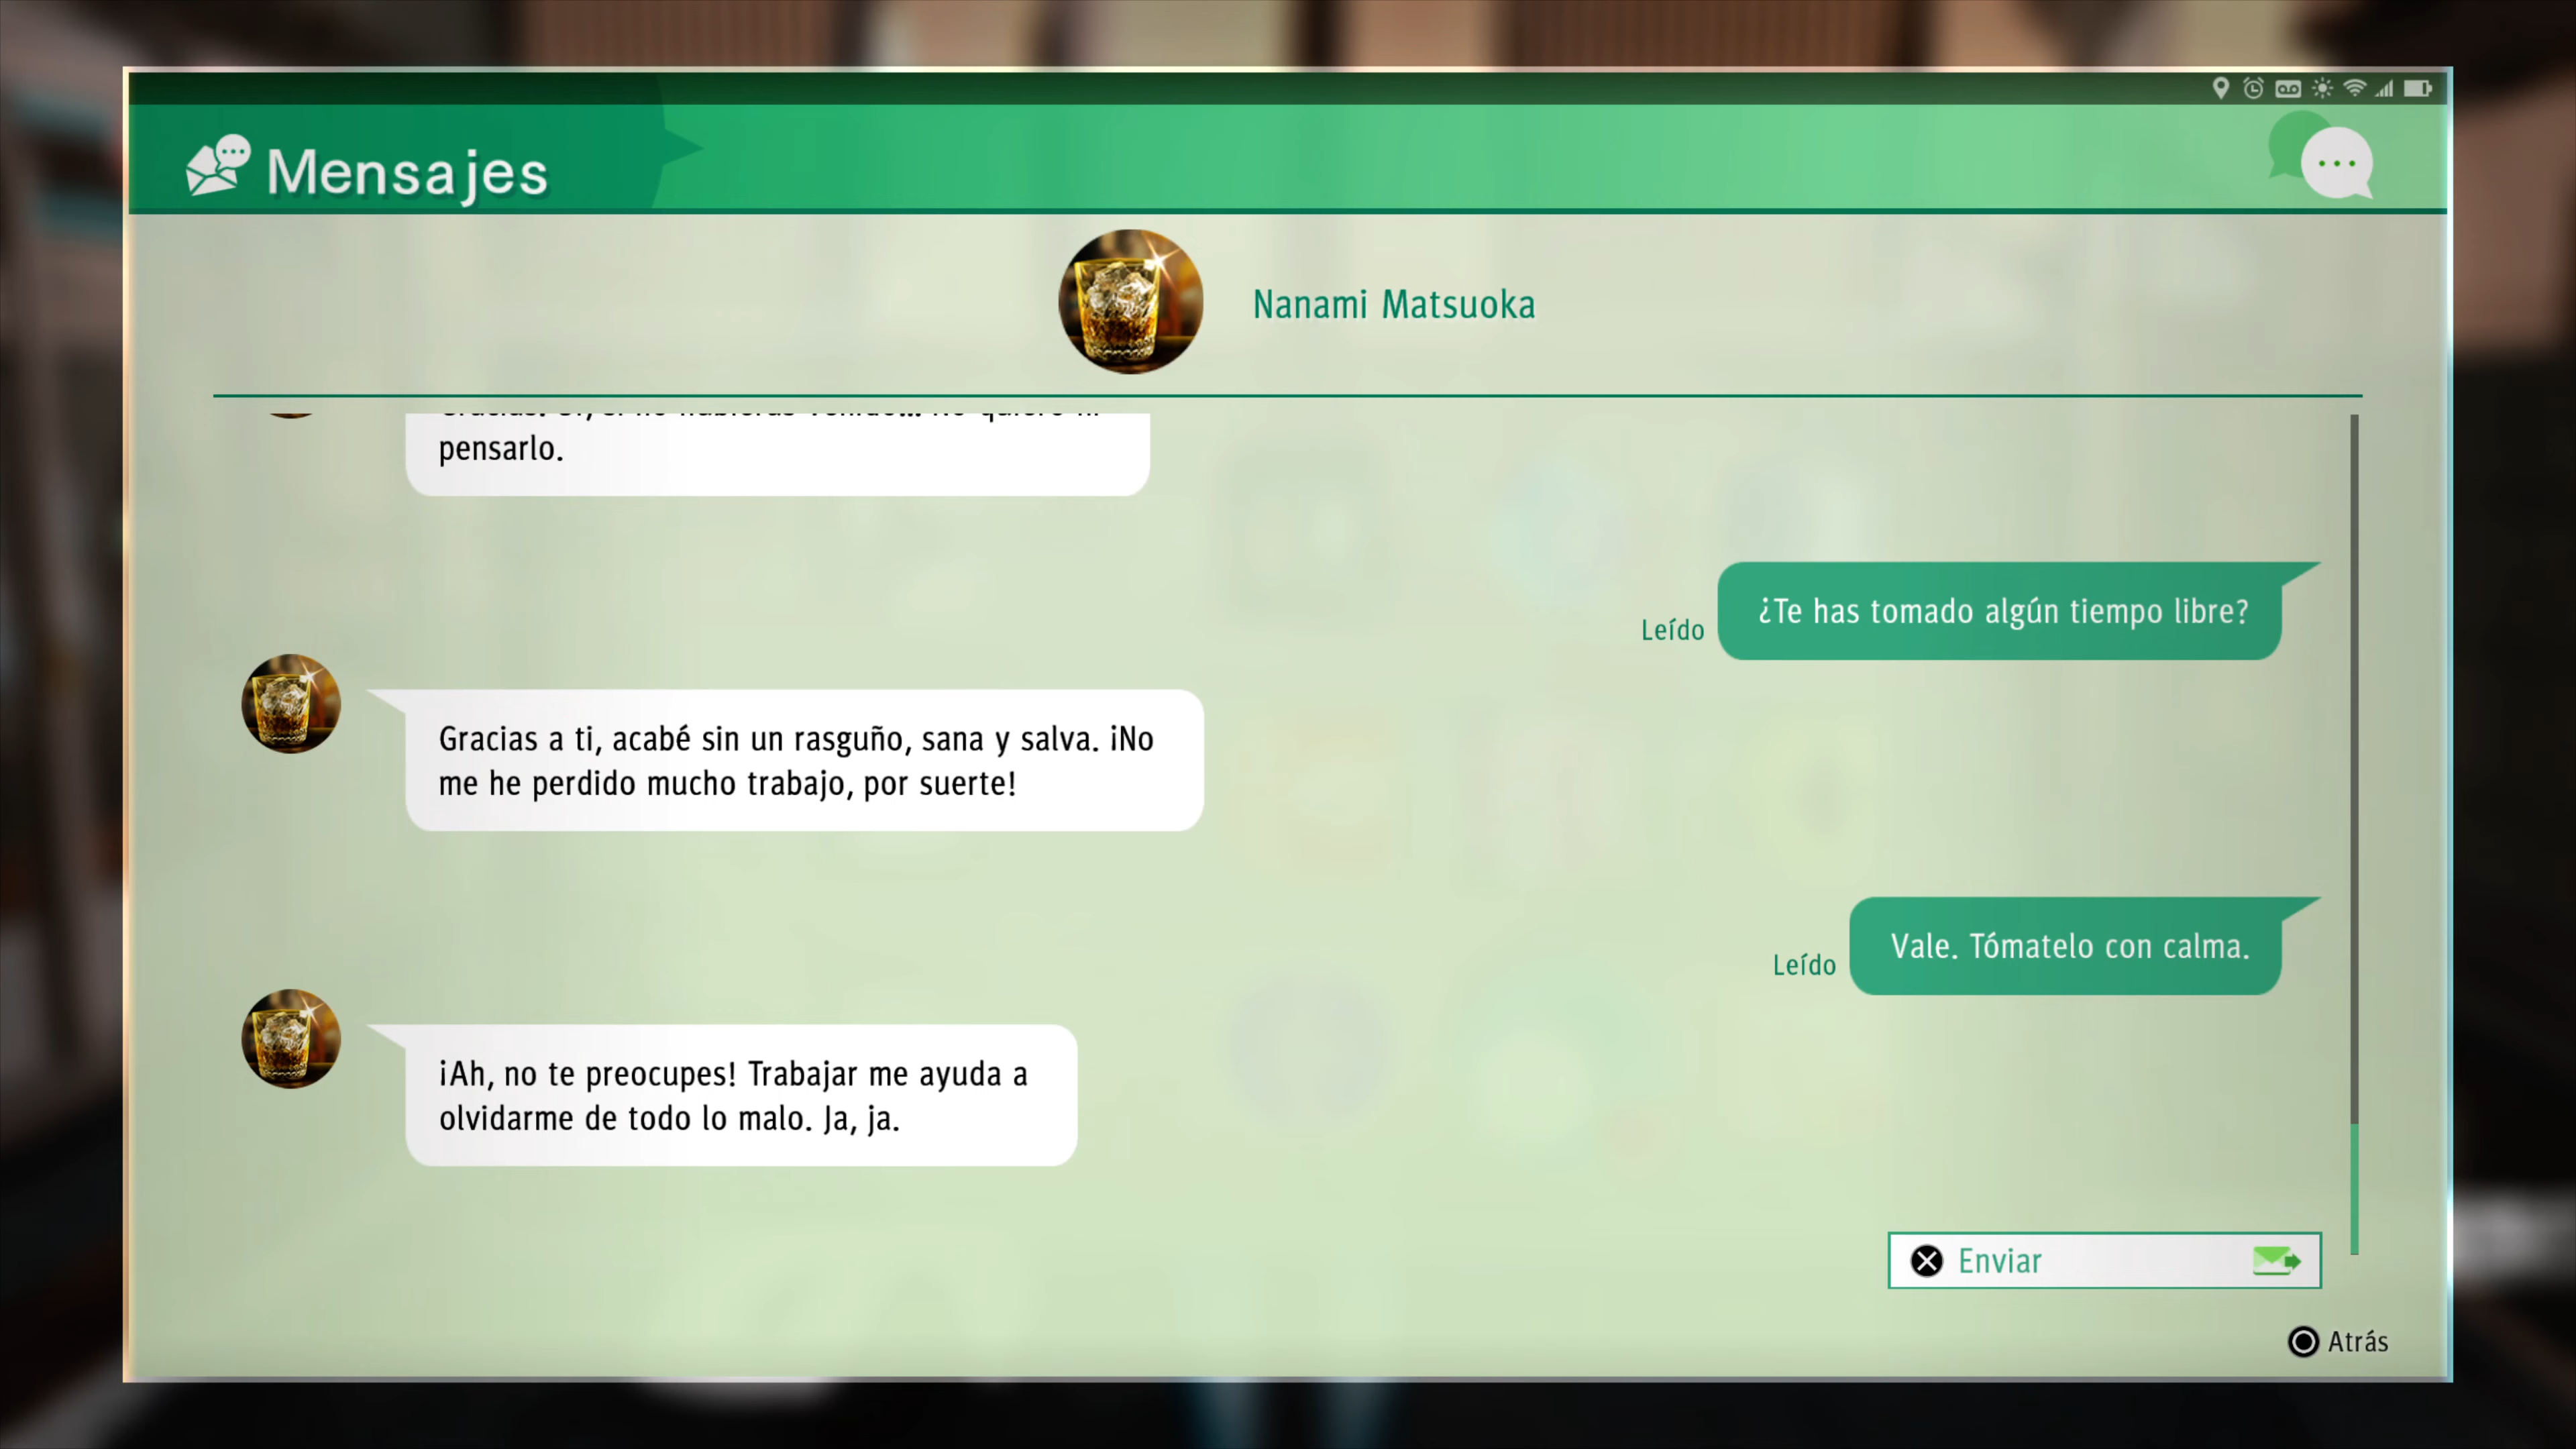 Mensajes
Nanami Matsuoka
pensarlo.
¿Te has tomado algún tiempo libre?
Leído
Gracias a ti, acabé sin un rasguño, sana y salva. ¡No
me he perdido mucho trabajo, por suerte!
Vale. Tómatelo con calma.
Leído
¡Ah, no te preocupes! Trabajar me ayuda a
olvidarme de todo lo malo. Ja, ja.
Enviar
Atrás